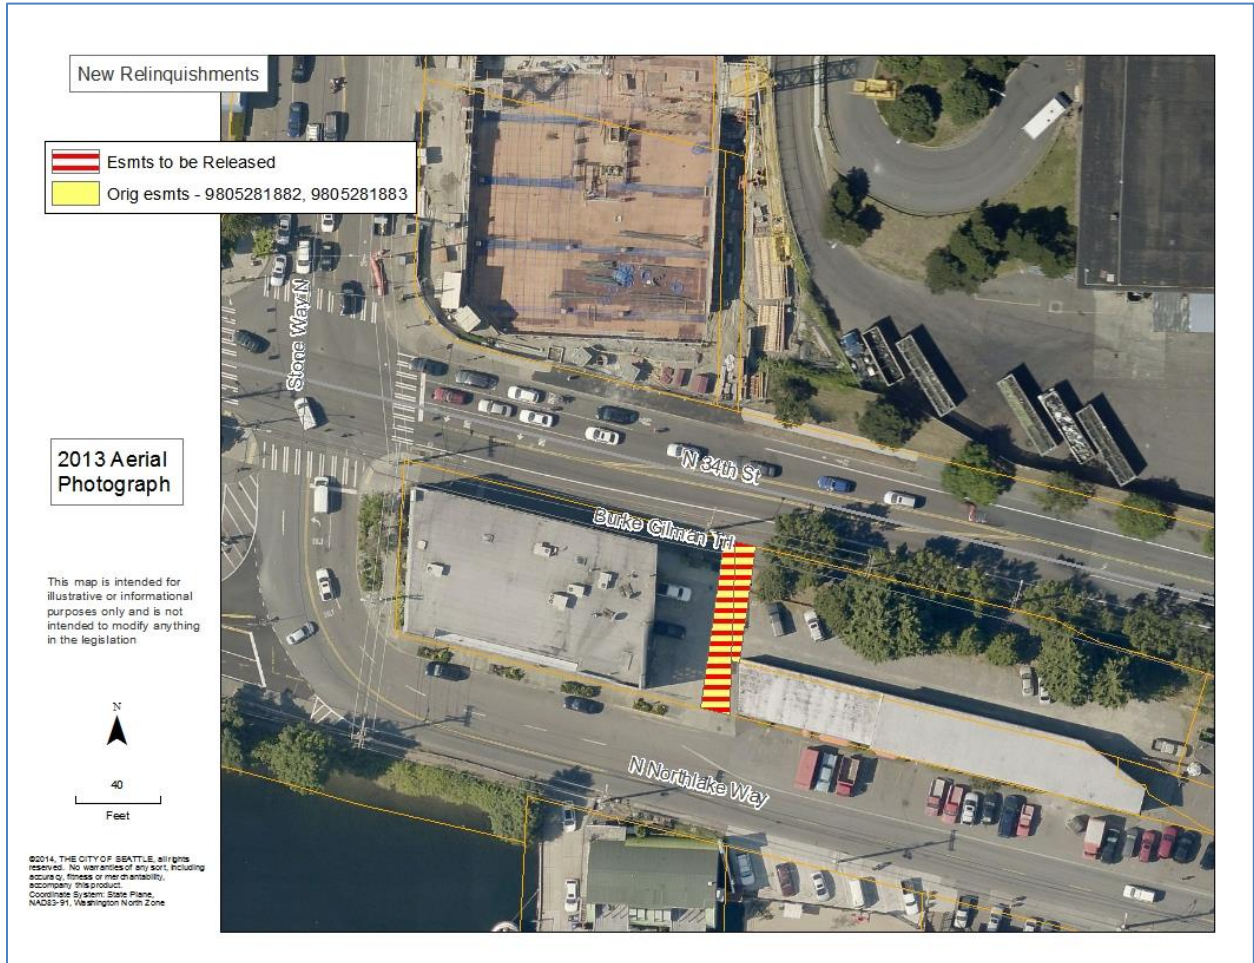 New Relinquishments
Esmts to be Released
Orig esmts - 9805281882, 9805281883
Stone Way N
2013 Aerial
Photograph
N 34th St
Burke Gilman Trl
This map is intended for
illustrative or informational
purposes only and is not
intended to modify anything
in the legislation
N
40
Feet
N Northlake Way
©2014, THE CITY OF SEATTLE, all rights
reserved. No warranties of any sort, including
accuracy, fitness or merchantability,
accompany this product.
Coordinate System: State Plane,
NAD83-91, Washington North Zone